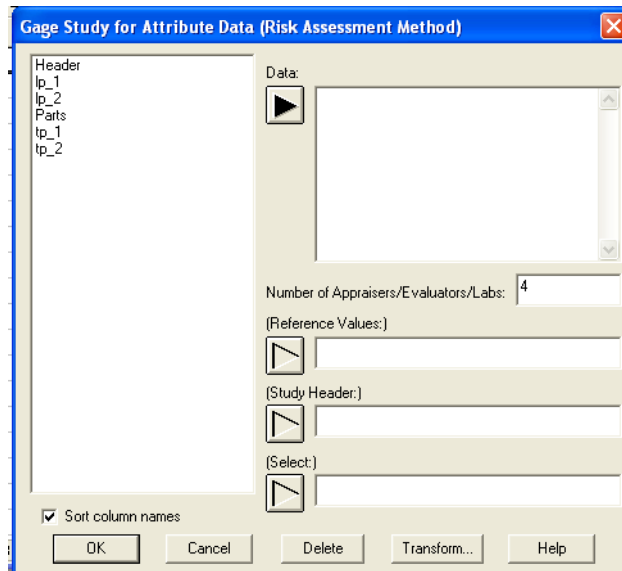 Gage Study for Attribute Data (Risk Assessment Method)
Header
lp_1
lp_2
Parts
tp_1
tp_2
Data:
Number of Appraisers/Evaluators/Labs: 4
(Reference Values:)
(Study Header:)
(Select:)
Sort column names
OK Cancel Delete Transform... Help